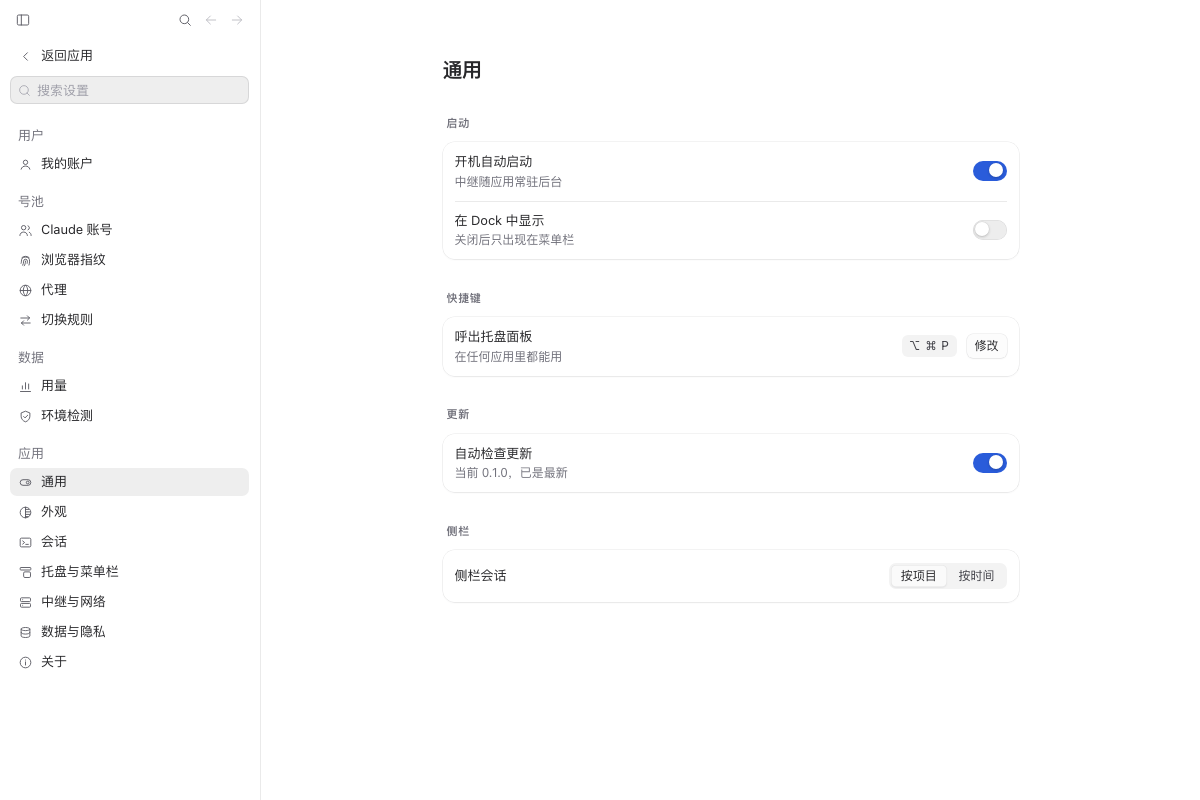 返回应用
搜索设置
用户
我的账户
号池
Claude 账号
浏览器指纹
代理
切换规则
数据
用量
环境检测
应用
通用
外观
会话
托盘与菜单栏
中继与网络
数据与隐私
关于
通用
启动
开机自动启动
中继随应用常驻后台
在 Dock 中显示
关闭后只出现在菜单栏
快捷键
呼出托盘面板
在任何应用里都能用
⌥ ⌘ P
修改
更新
自动检查更新
当前 0.1.0，已是最新
侧栏
侧栏会话
按项目
按时间